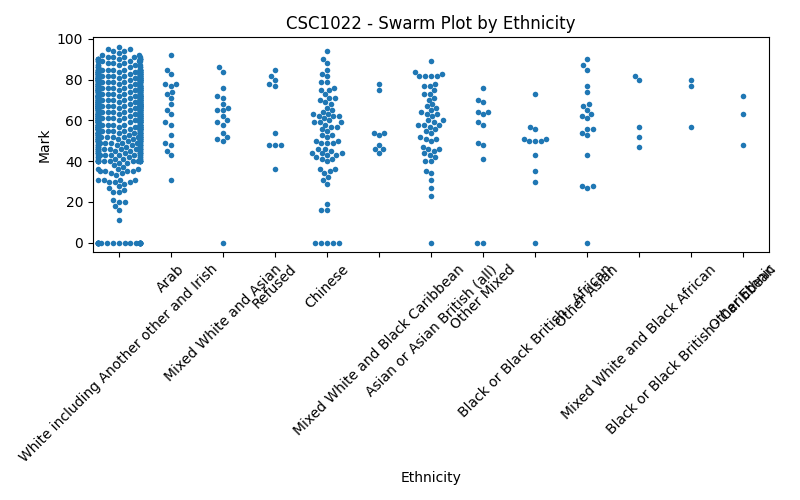 CSC1022 - Swarm Plot by Ethnicity
Mark
100
80
60
40
20
0
White including Another other and Irish
Arab
Mixed White and Asian
Refused
Chinese
Mixed White and Black Caribbean
Asian or Asian British (all)
Other Mixed
Black or Black British - African
Other Asian
Mixed White and Black African
Black or Black British - Caribbean
Other Ethnic
Ethnicity